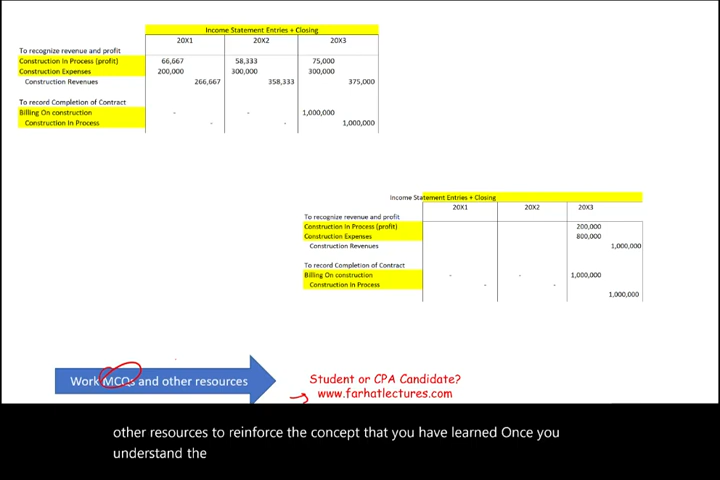 Income Statement Entries + Closing
20X1 20X2 20X3
To recognize revenue and profit
Construction In Process (profit) 66,667 58,333 75,000
Construction Expenses 200,000 300,000 300,000
Construction Revenues 266,667 358,333 375,000
To record Completion of Contract
Billing On construction - - 1,000,000
Construction In Process - - 1,000,000
Income Statement Entries + Closing
20X1 20X2 20X3
To recognize revenue and profit
Construction In Process (profit) 200,000
Construction Expenses 800,000
Construction Revenues 1,000,000
To record Completion of Contract
Billing On construction - - 1,000,000
Construction In Process - -
1,000,000
Work MCQs and other resources
Student or CPA Candidate?
www.farhatlectures.com
other resources to reinforce the concept that you have learned Once you
understand the